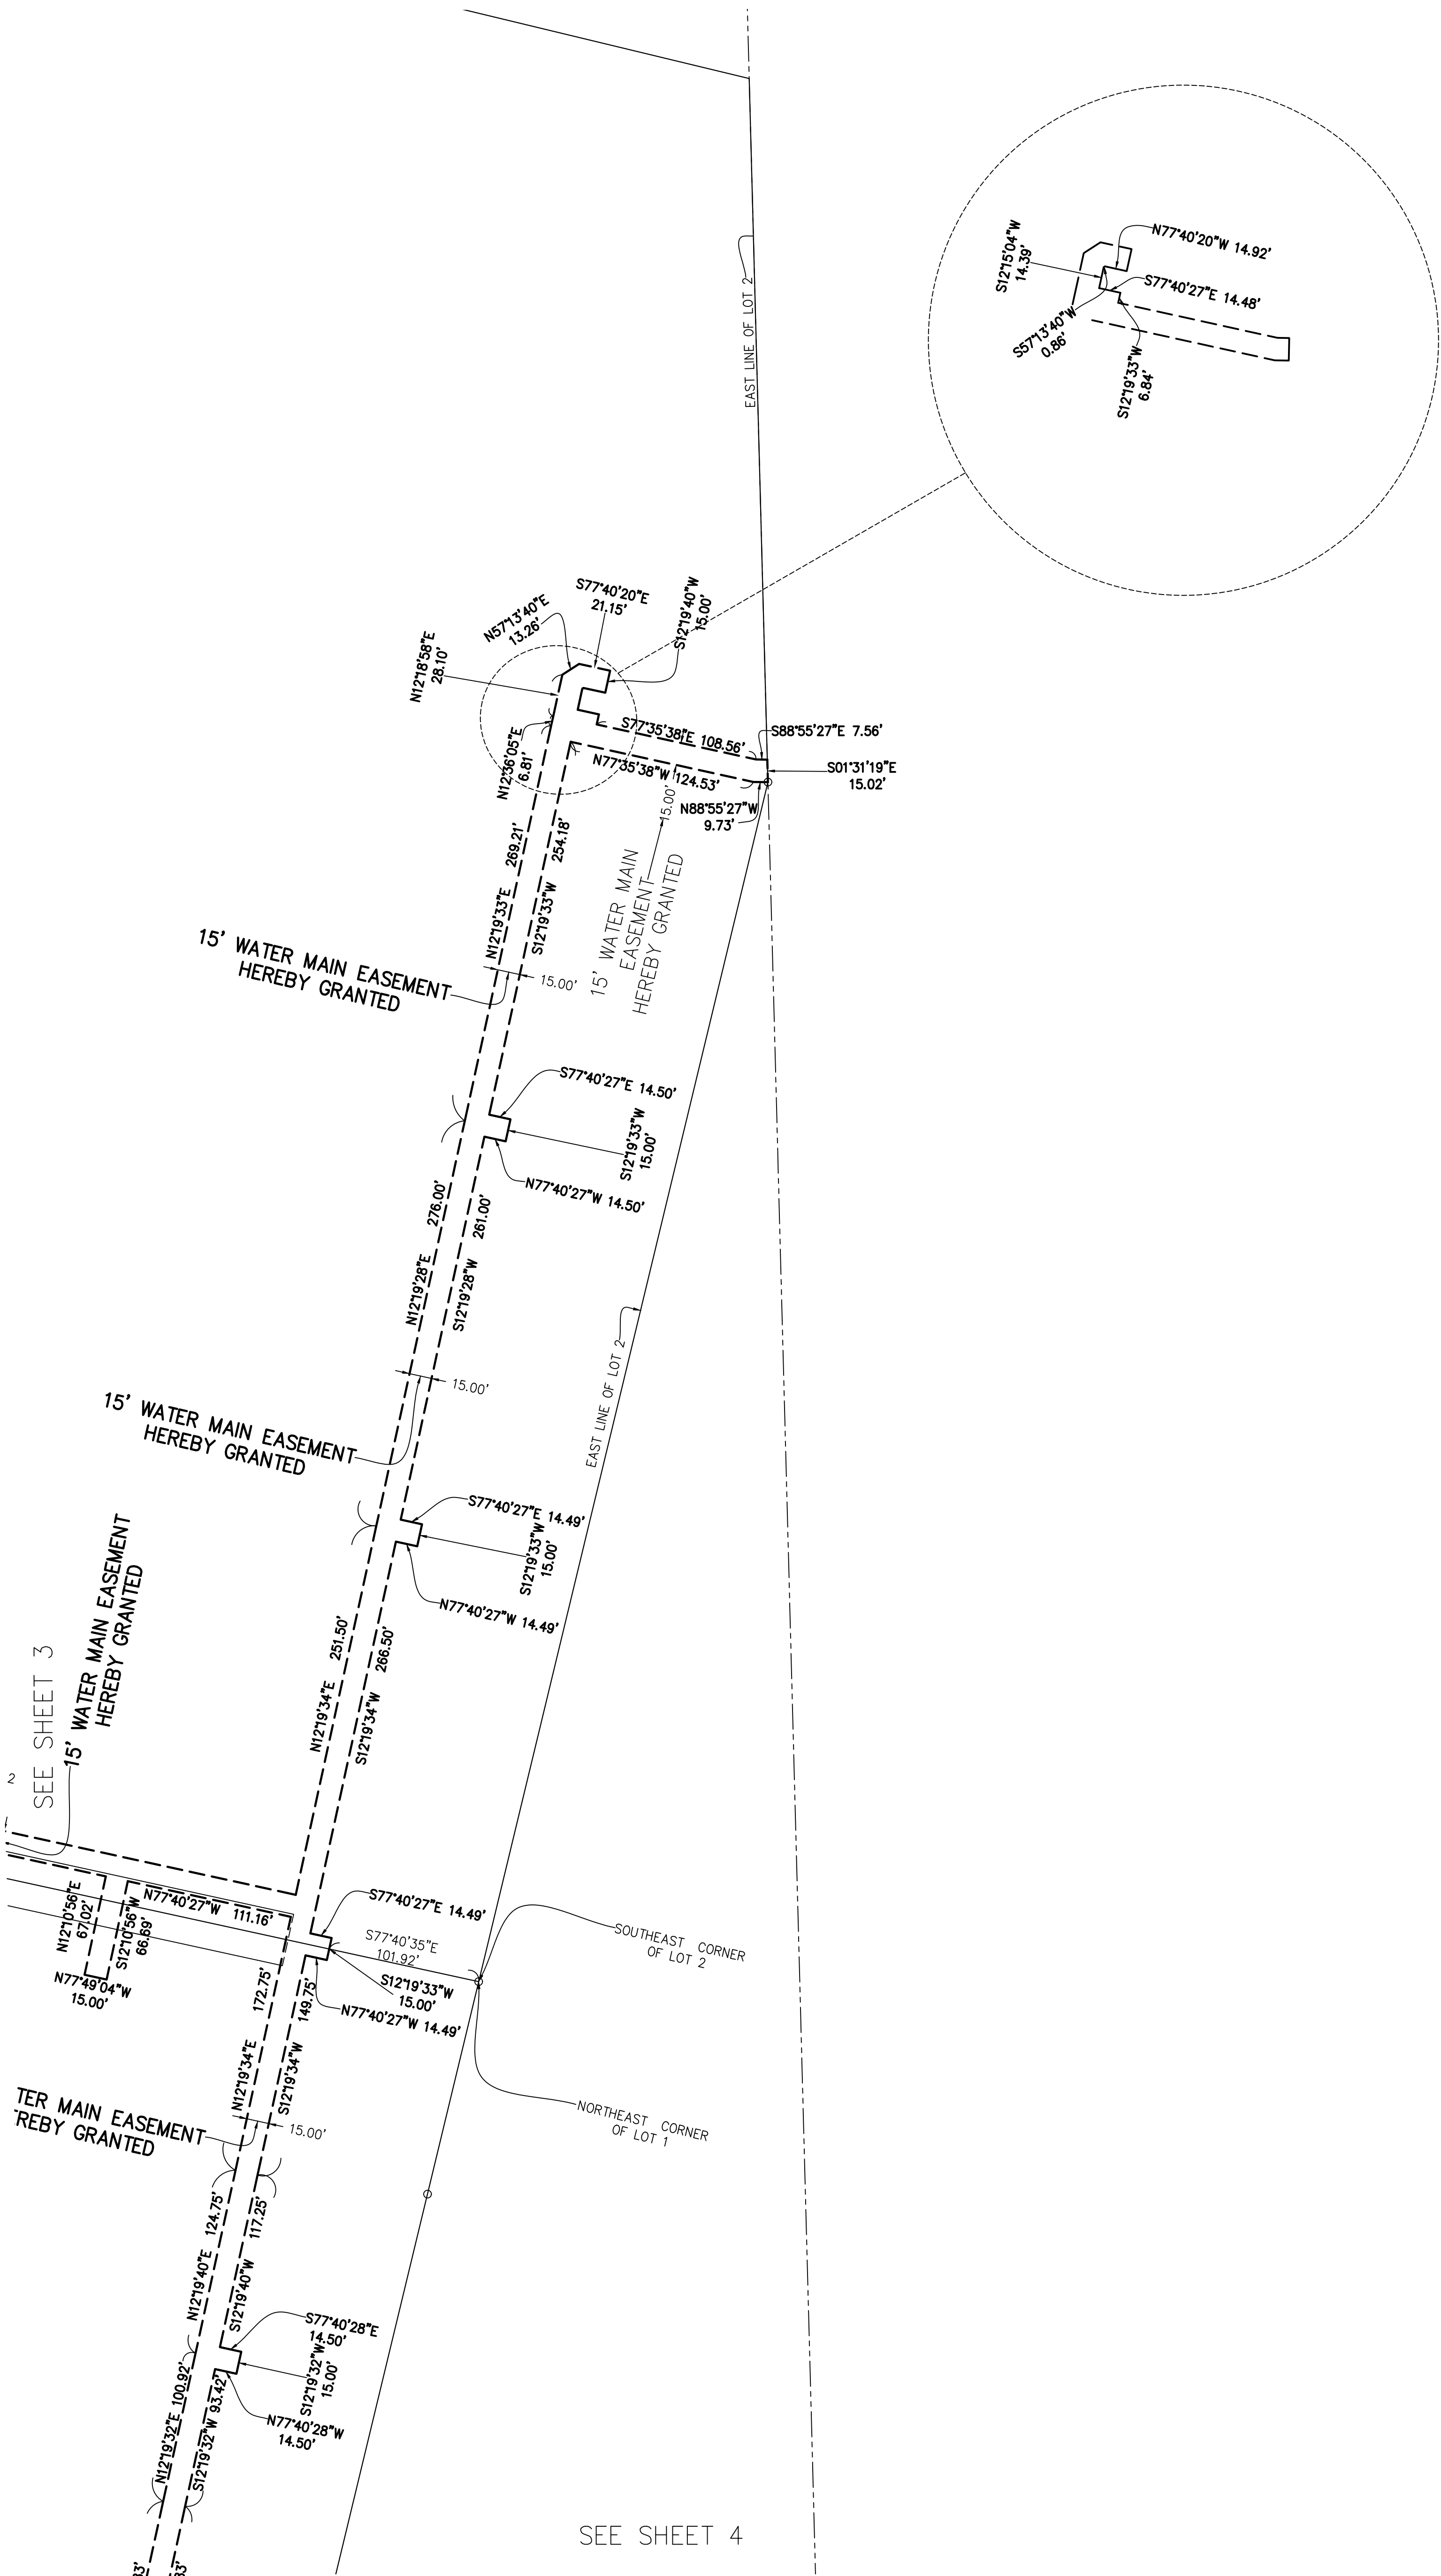 EAST LINE OF LOT 2
S12°15'04"W
14.39'
N77°40'20"W 14.92'
S77°40'27"E 14.48'
S57°13'40"W
0.86'
S12°19'33"W
6.84'
S77°40'20"E
21.15'
N57°13'40"E
13.26'
S12°19'40"W
15.00'
N12°18'58"E
28.10'
S77°35'38"E 108.56'
S88°55'27"E 7.56'
N12°36'05"E
6.81'
N77°35'38"W 124.53'
S01°31'19"E
15.02'
N88°55'27"W
9.73'
15.00'
15' WATER MAIN
EASEMENT
HEREBY GRANTED
N12°19'33"E 269.21'
S12°19'33"W 254.18'
15' WATER MAIN EASEMENT
HEREBY GRANTED
15.00'
S77°40'27"E 14.50'
S12°19'33"W
15.00'
N77°40'27"W 14.50'
N12°19'28"E 276.00'
S12°19'28"W 261.00'
EAST LINE OF LOT 2
15' WATER MAIN EASEMENT
HEREBY GRANTED
15.00'
S77°40'27"E 14.49'
S12°19'33"W
15.00'
N77°40'27"W 14.49'
15' WATER MAIN EASEMENT
HEREBY GRANTED
SEE SHEET 3
2
N12°19'34"E 251.50'
S12°19'34"W 266.50'
N77°40'27"W 111.16'
N12°10'56"E
67.02'
S12°10'56"W
66.69'
N77°49'04"W
15.00'
S77°40'27"E 14.49'
S77°40'35"E
101.92'
S12°19'33"W
15.00'
N77°40'27"W 14.49'
SOUTHEAST CORNER
OF LOT 2
NORTHEAST CORNER
OF LOT 1
N12°19'34"E 172.75'
S12°19'34"W 149.75'
TER MAIN EASEMENT
REBY GRANTED
15.00'
N12°19'40"E 124.75'
S12°19'40"W 117.25'
S77°40'28"E
14.50'
S12°19'32"W
15.00'
N77°40'28"W
14.50'
N12°19'32"E 100.92'
S12°19'32"W 93.42'
SEE SHEET 4